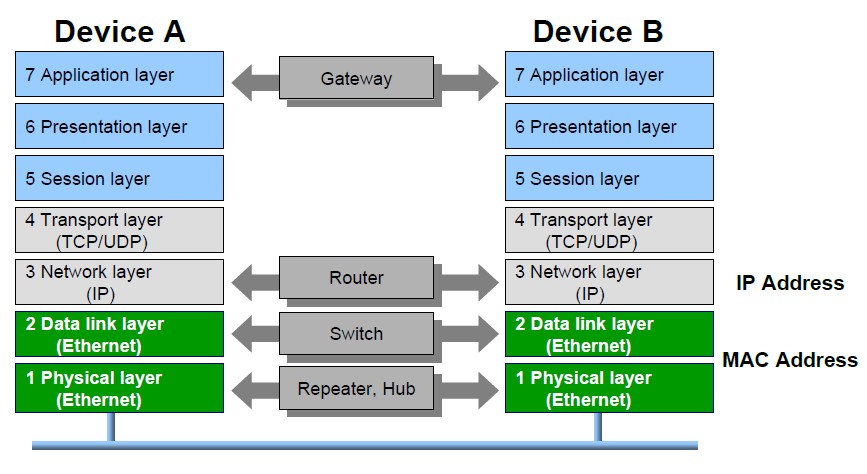 Device A
Device B
7 Application layer
Gateway
7 Application layer
6 Presentation layer
6 Presentation layer
5 Session layer
5 Session layer
4 Transport layer
(TCP/UDP)
4 Transport layer
(TCP/UDP)
3 Network layer
(IP)
Router
3 Network layer
(IP)
IP Address
2 Data link layer
(Ethernet)
Switch
2 Data link layer
(Ethernet)
MAC Address
1 Physical layer
(Ethernet)
Repeater, Hub
1 Physical layer
(Ethernet)